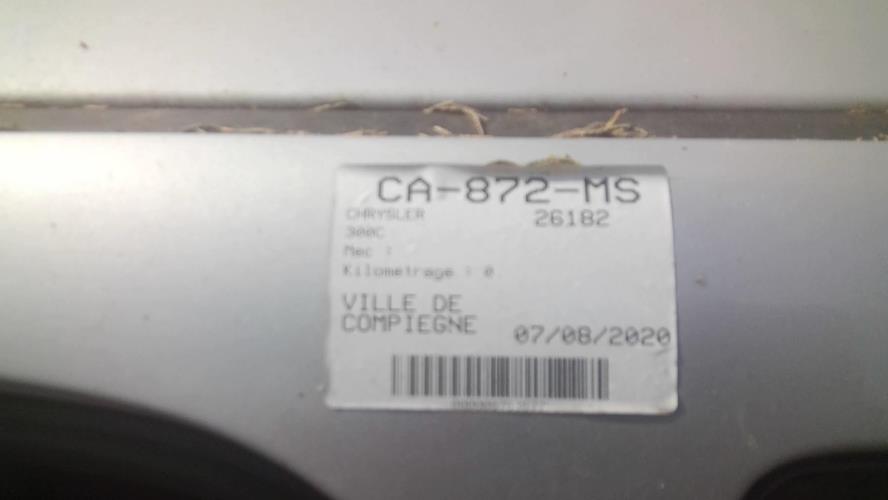 CA-872-MS
CHRYSLER 26182
300C
Mec :
Kilometrage : 0
VILLE DE
COMPIEGNE 07/08/2020